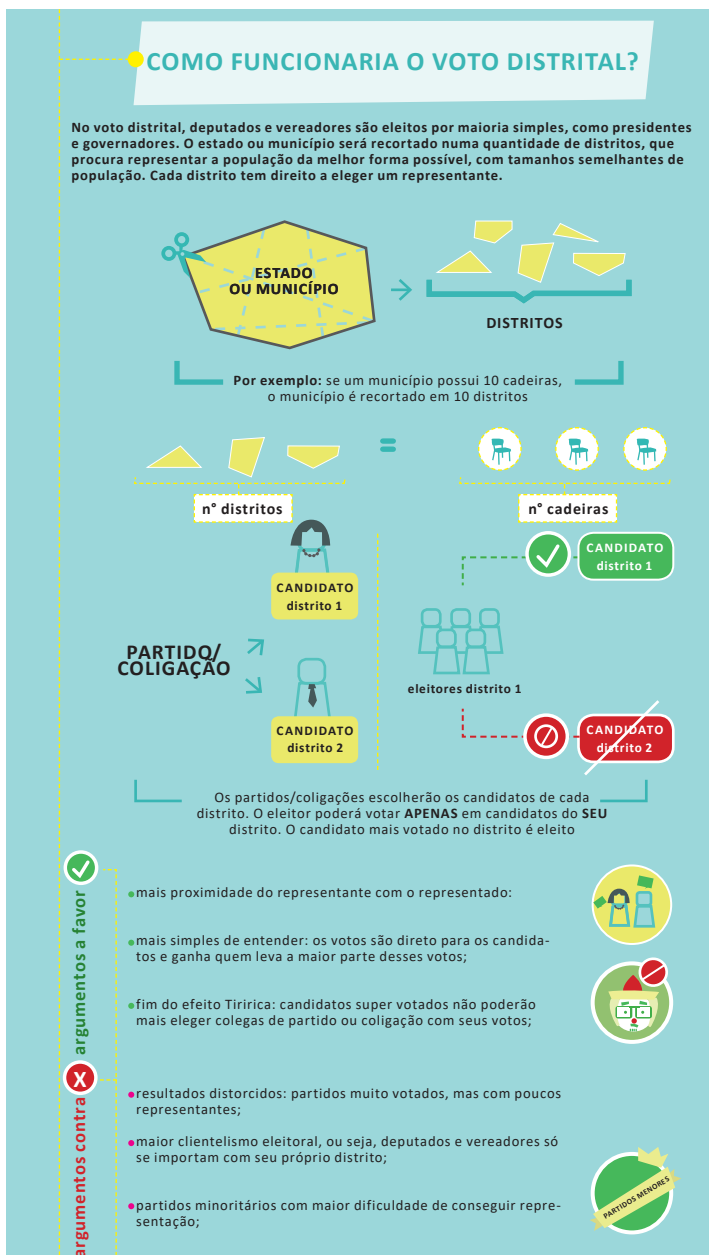 COMO FUNCIONARIA O VOTO DISTRITAL?
No voto distrital, deputados e vereadores são eleitos por maioria simples, como presidentes
e governadores. O estado ou município será recortado numa quantidade de distritos, que
procura representar a população da melhor forma possível, com tamanhos semelhantes de
população. Cada distrito tem direito a eleger um representante.
ESTADO
OU MUNICÍPIO
DISTRITOS
Por exemplo: se um município possui 10 cadeiras,
o município é recortado em 10 distritos
=
n° distritos
n° cadeiras
PARTIDO/
COLIGAÇÃO
CANDIDATO
distrito 1
CANDIDATO
distrito 2
eleitores distrito 1
CANDIDATO
distrito 1
CANDIDATO
distrito 2
Os partidos/coligações escolherão os candidatos de cada
distrito. O eleitor poderá votar APENAS em candidatos do SEU
distrito. O candidato mais votado no distrito é eleito
argumentos a favor
mais proximidade do representante com o representado:
mais simples de entender: os votos são direto para os candida-
tos e ganha quem leva a maior parte desses votos;
fim do efeito Tiririca: candidatos super votados não poderão
mais eleger colegas de partido ou coligação com seus votos;
X
argumentos contra
resultados distorcidos: partidos muito votados, mas com poucos
representantes;
maior clientelismo eleitoral, ou seja, deputados e vereadores só
se importam com seu próprio distrito;
partidos minoritários com maior dificuldade de conseguir repre-
sentação;
PARTIDOS MENORES